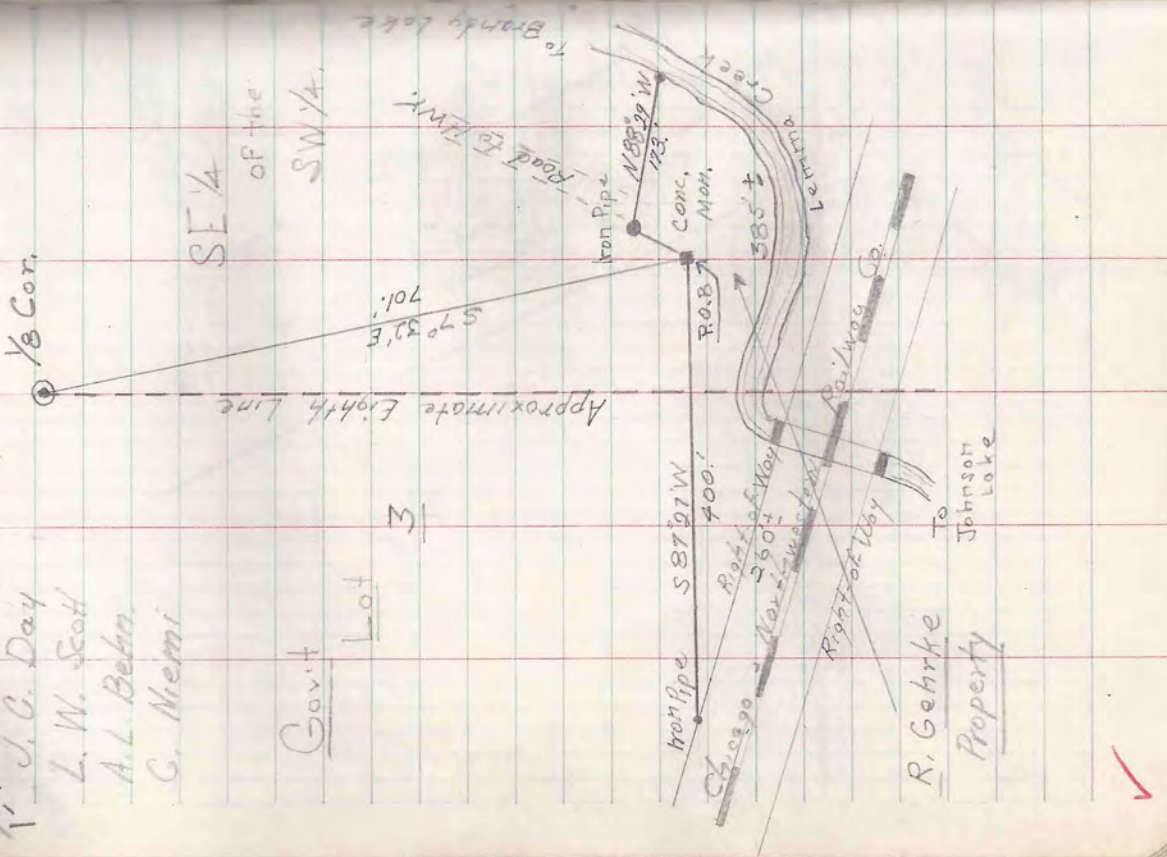 J. C. Day
L. W. Scott
A. L. Behn.
G. Niemi
1/8 Cor.
SE 1/4
of the
SW 1/4.
Gov't
Lot
3
S 7° 32' E
701.'
Approximate Eighth Line
To
Brandy Lake
Road to HWY.
Iron Pipe
N 88° 29' W
173.'
Conc.
Mon.
P.O.B.
385' ±
Lemma
Creek
Iron Pipe
S 87° 27' W
400.'
Right-of-Way
260' ±
Chicago & Northwestern Railway Co.
Right-of-Way
To
Johnson
Lake
R. Gehrke
Property